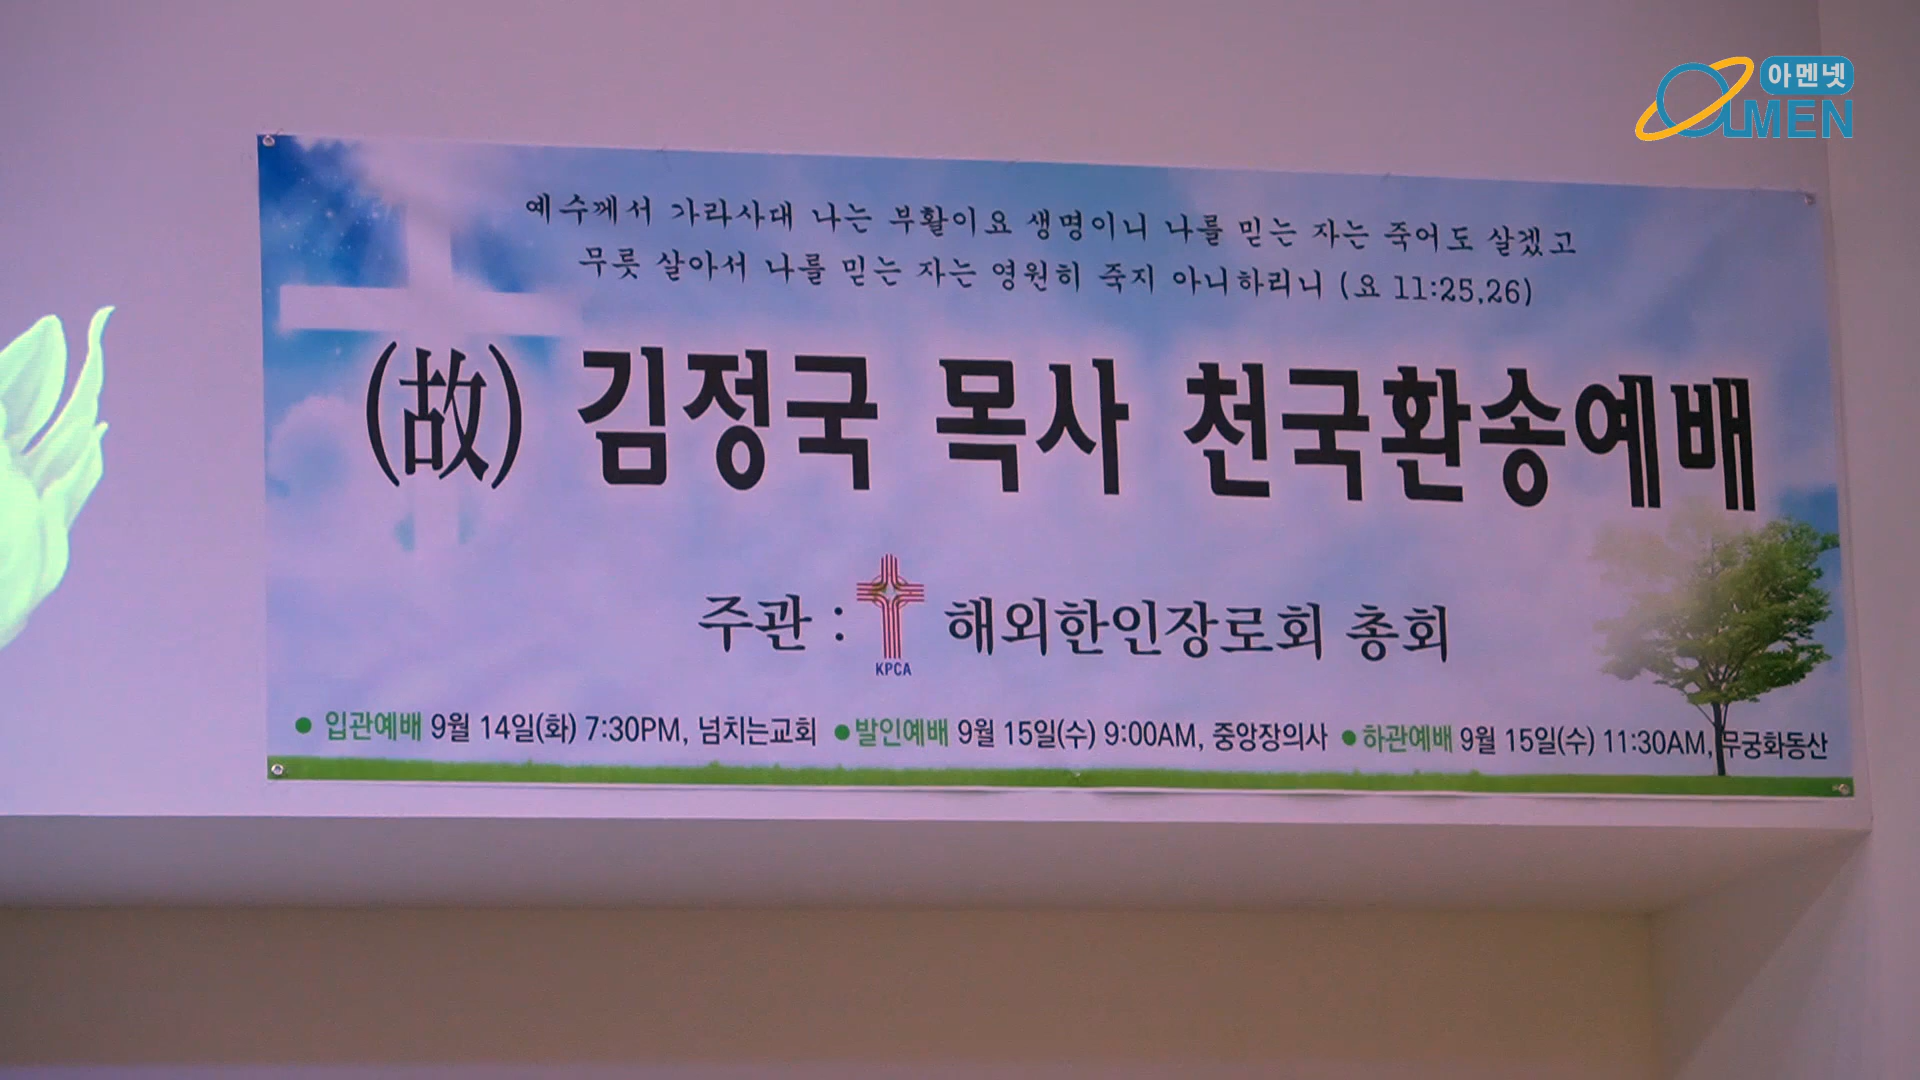 아멘넷
AMEN
예수께서 가라사대 나는 부활이요 생명이니 나를 믿는 자는 죽어도 살겠고
무릇 살아서 나를 믿는 자는 영원히 죽지 아니하리니 (요 11:25,26)
(故) 김정국 목사 천국환송예배
주관 : KPCA 해외한인장로회 총회
● 입관예배 9월 14일(화) 7:30PM, 넘치는교회 ●발인예배 9월 15일(수) 9:00AM, 중앙장의사 ●하관예배 9월 15일(수) 11:30AM, 무궁화동산